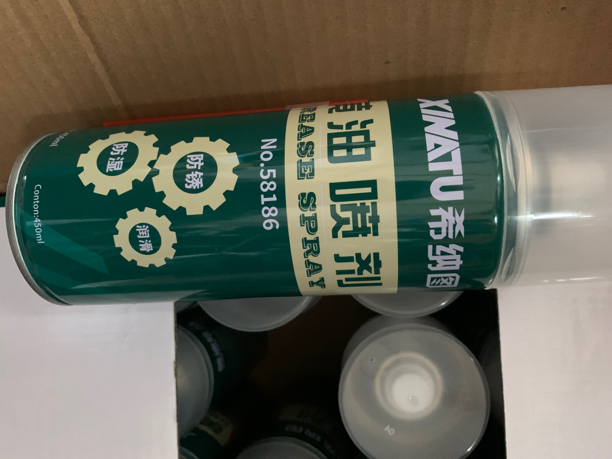 XINATU 希纳图
黄油喷剂
GREASE SPRAY
No.58186
防湿
防锈
润滑
Conton:450ml